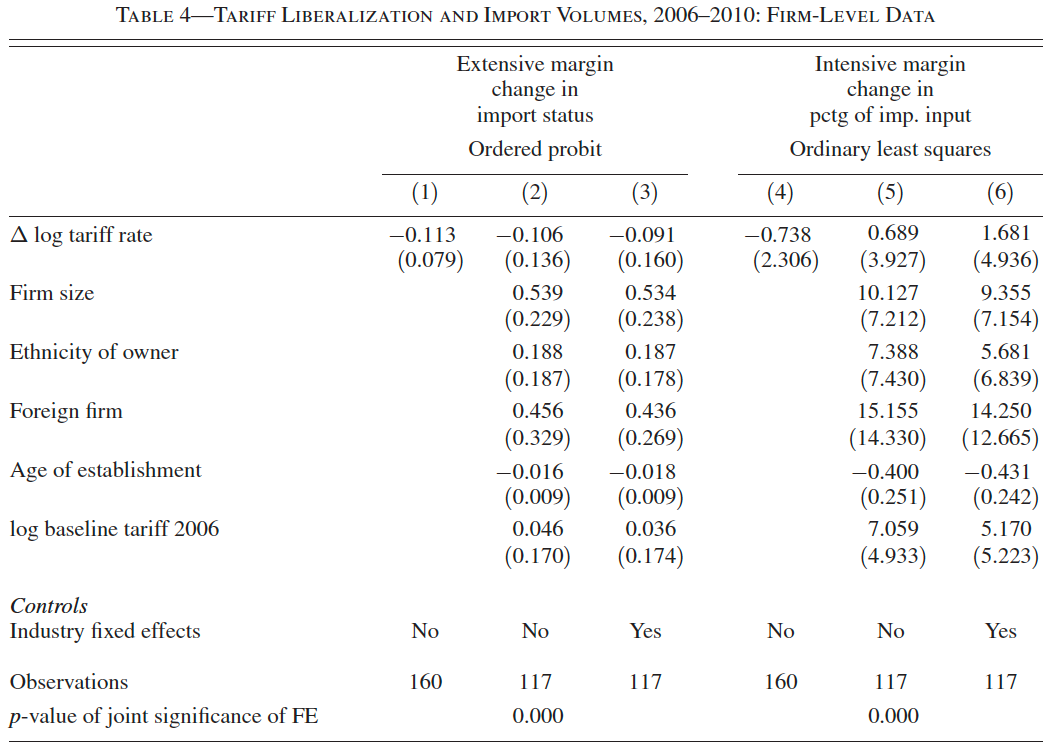 TABLE 4—TARIFF LIBERALIZATION AND IMPORT VOLUMES, 2006–2010: FIRM-LEVEL DATA
Extensive margin Intensive margin
change in change in
import status pctg of imp. input
Ordered probit Ordinary least squares
(1) (2) (3) (4) (5) (6)
Δ log tariff rate −0.113 −0.106 −0.091 −0.738 0.689 1.681
(0.079) (0.136) (0.160) (2.306) (3.927) (4.936)
Firm size 0.539 0.534 10.127 9.355
(0.229) (0.238) (7.212) (7.154)
Ethnicity of owner 0.188 0.187 7.388 5.681
(0.187) (0.178) (7.430) (6.839)
Foreign firm 0.456 0.436 15.155 14.250
(0.329) (0.269) (14.330) (12.665)
Age of establishment −0.016 −0.018 −0.400 −0.431
(0.009) (0.009) (0.251) (0.242)
log baseline tariff 2006 0.046 0.036 7.059 5.170
(0.170) (0.174) (4.933) (5.223)
Controls
Industry fixed effects No No Yes No No Yes
Observations 160 117 117 160 117 117
p-value of joint significance of FE 0.000 0.000